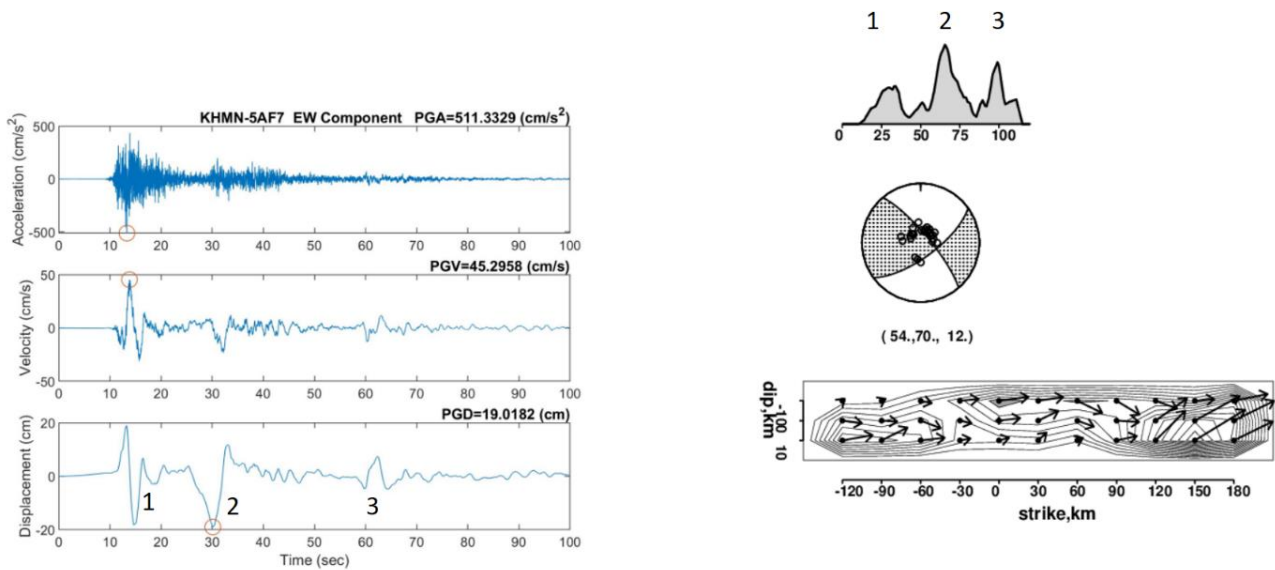 KHMN-5AF7 EW Component PGA=511.3329 (cm/s²)
Acceleration (cm/s²)
500
0
-500
0 10 20 30 40 50 60 70 80 90 100
PGV=45.2958 (cm/s)
Velocity (cm/s)
50
0
-50
0 10 20 30 40 50 60 70 80 90 100
PGD=19.0182 (cm)
Displacement (cm)
20
0
-20
1 2 3
0 10 20 30 40 50 60 70 80 90 100
Time (sec)
1 2 3
0 25 50 75 100
( 54.,70., 12.)
dip,km
-100 10
-120 -90 -60 -30 0 30 60 90 120 150 180
strike,km